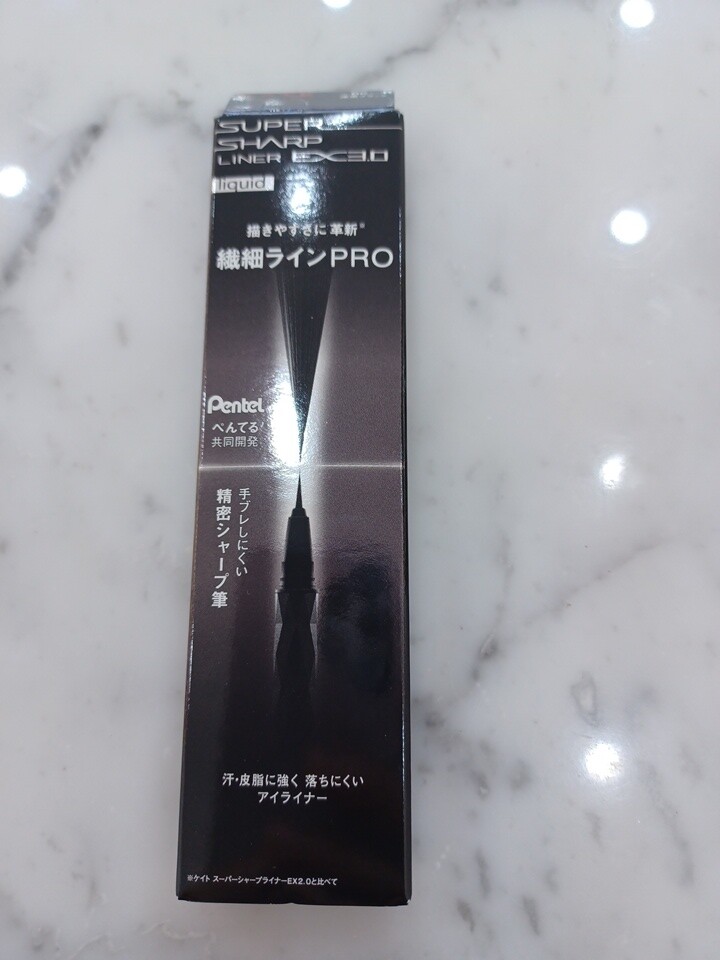 SUPER
SHARP
LINER EX3.0
liquid
描きやすさに革新※
繊細ラインPRO
Pentel
ぺんてる
共同開発
手ブレしにくい
精密シャープ筆
汗・皮脂に強く 落ちにくい
アイライナー
※ケイト スーパーシャープライナーEX2.0と比べて